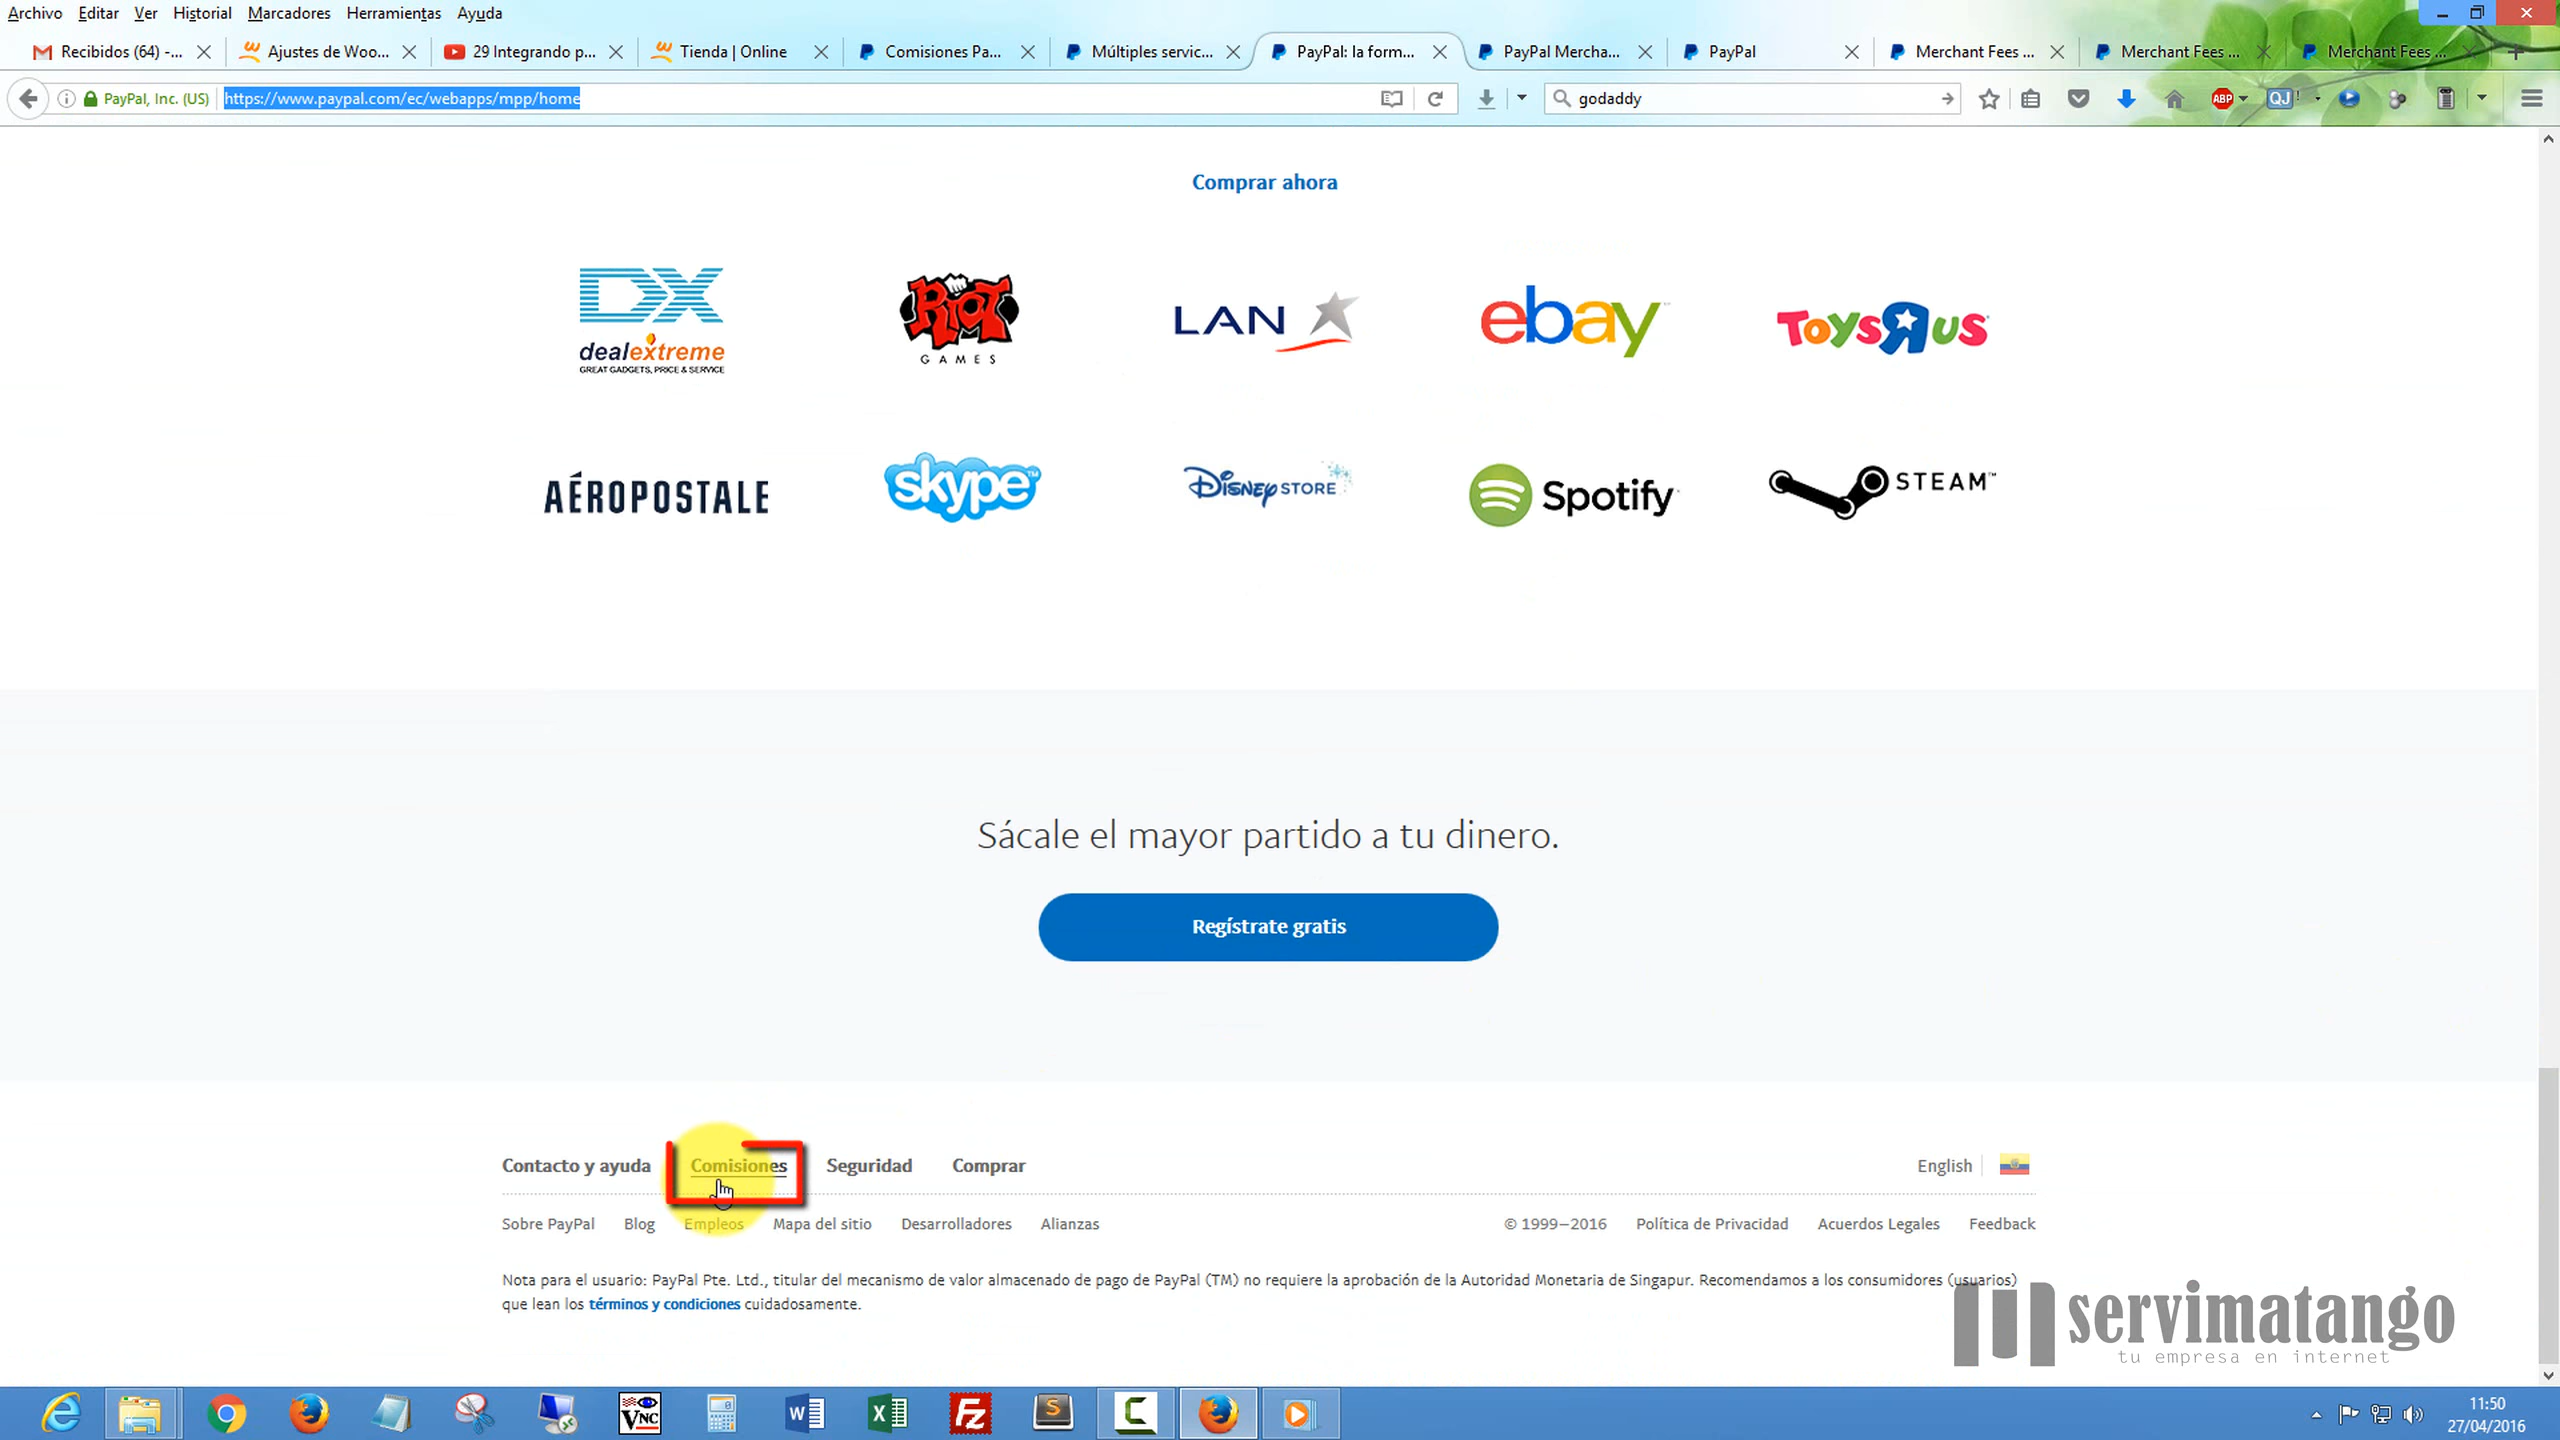 Archivo Editar Ver Historial Marcadores Herramientas Ayuda
Recibidos (64) -... Ajustes de Woo... 29 Integrando p... Tienda | Online Comisiones Pa... Múltiples servic... PayPal: la form... PayPal Mercha... PayPal Merchant Fees ... Merchant Fees ... Merchant Fees ...
PayPal, Inc. (US) https://www.paypal.com/ec/webapps/mpp/home godaddy ABP QJ !
Comprar ahora
DX
dealextreme
GREAT GADGETS, PRICE & SERVICE
RIOT
GAMES
LAN
ebay™
TOYSRUS
AÉROPOSTALE
skype™
DISNEY STORE
Spotify
STEAM™
Sácale el mayor partido a tu dinero.
Regístrate gratis
Contacto y ayuda Comisiones Seguridad Comprar English
Sobre PayPal Blog Empleos Mapa del sitio Desarrolladores Alianzas © 1999–2016 Política de Privacidad Acuerdos Legales Feedback
Nota para el usuario: PayPal Pte. Ltd., titular del mecanismo de valor almacenado de pago de PayPal (TM) no requiere la aprobación de la Autoridad Monetaria de Singapur. Recomendamos a los consumidores (usuarios)
que lean los términos y condiciones cuidadosamente.
servimatango
tu empresa en internet
VNC
11:50
27/04/2016